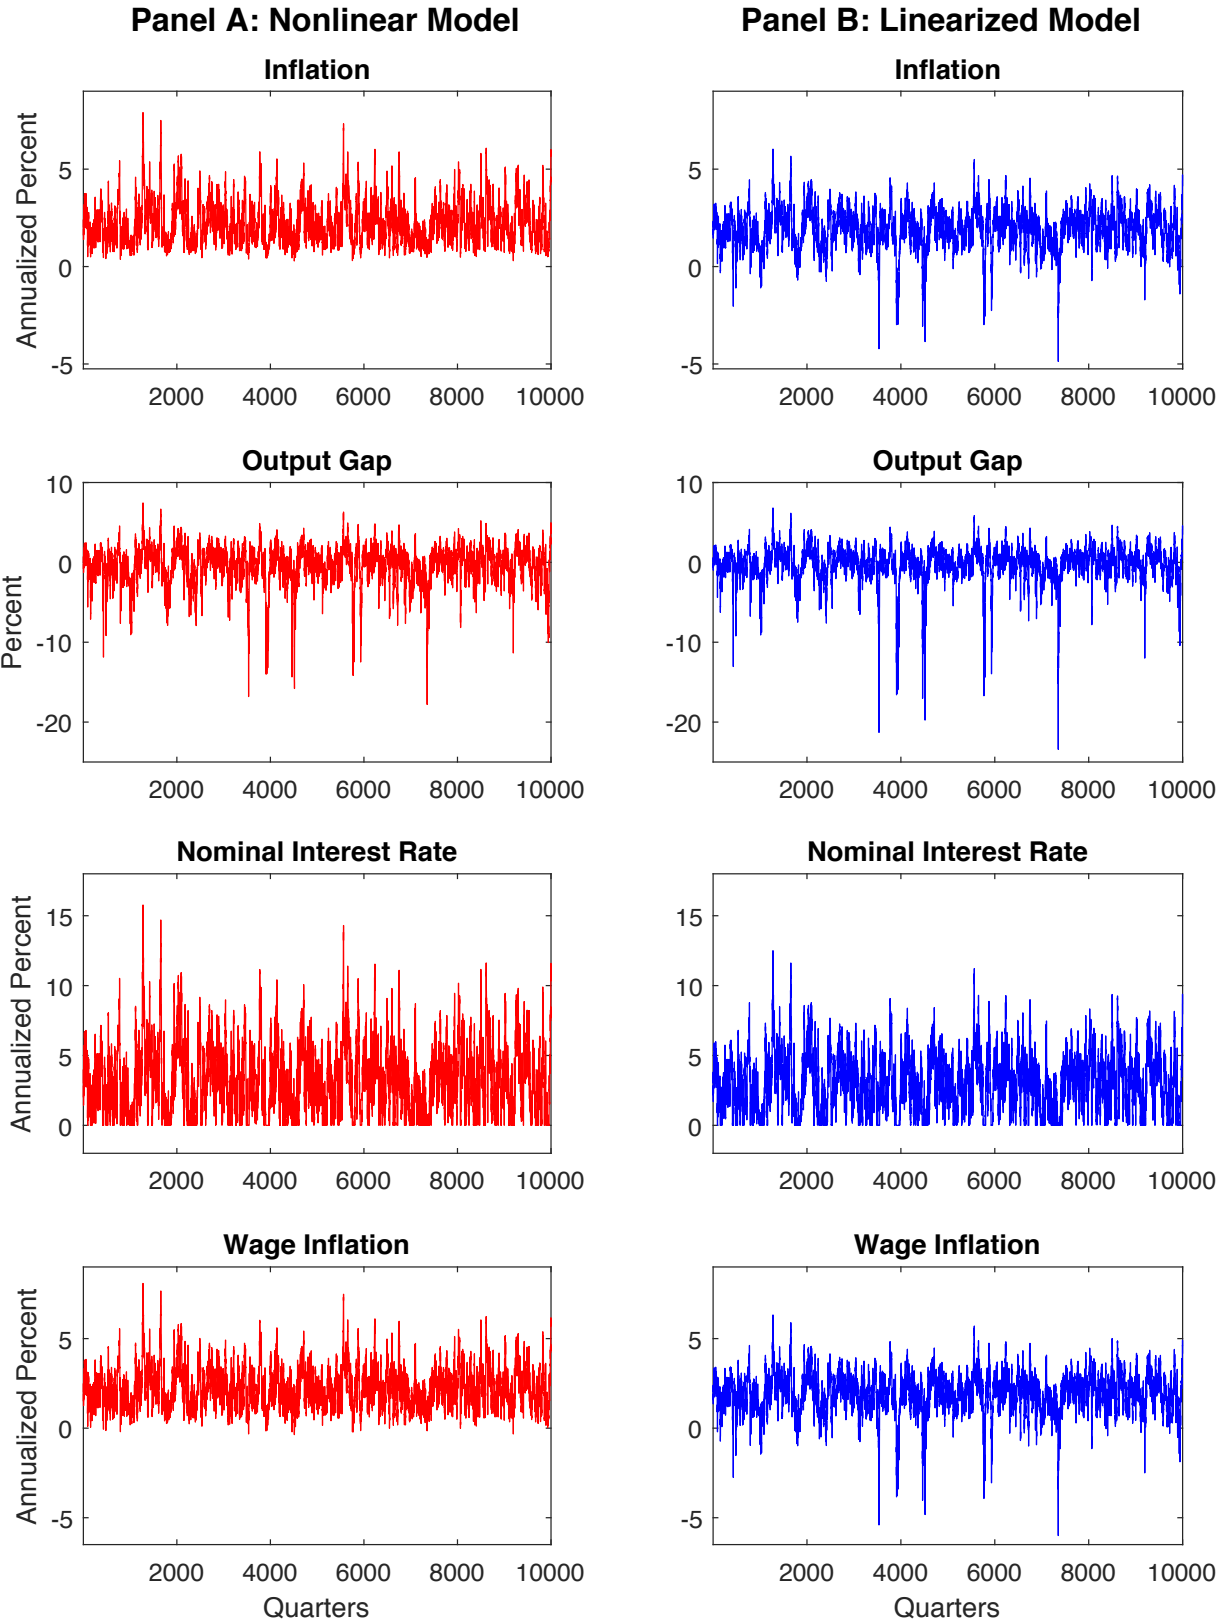 Panel A: Nonlinear Model
Panel B: Linearized Model
Inflation
Inflation
Annualized Percent
5
0
-5
2000 4000 6000 8000 10000
5
0
-5
2000 4000 6000 8000 10000
Output Gap
Output Gap
Percent
10
0
-10
-20
2000 4000 6000 8000 10000
10
0
-10
-20
2000 4000 6000 8000 10000
Nominal Interest Rate
Nominal Interest Rate
Annualized Percent
15
10
5
0
2000 4000 6000 8000 10000
15
10
5
0
2000 4000 6000 8000 10000
Wage Inflation
Wage Inflation
Annualized Percent
5
0
-5
2000 4000 6000 8000 10000
Quarters
5
0
-5
2000 4000 6000 8000 10000
Quarters